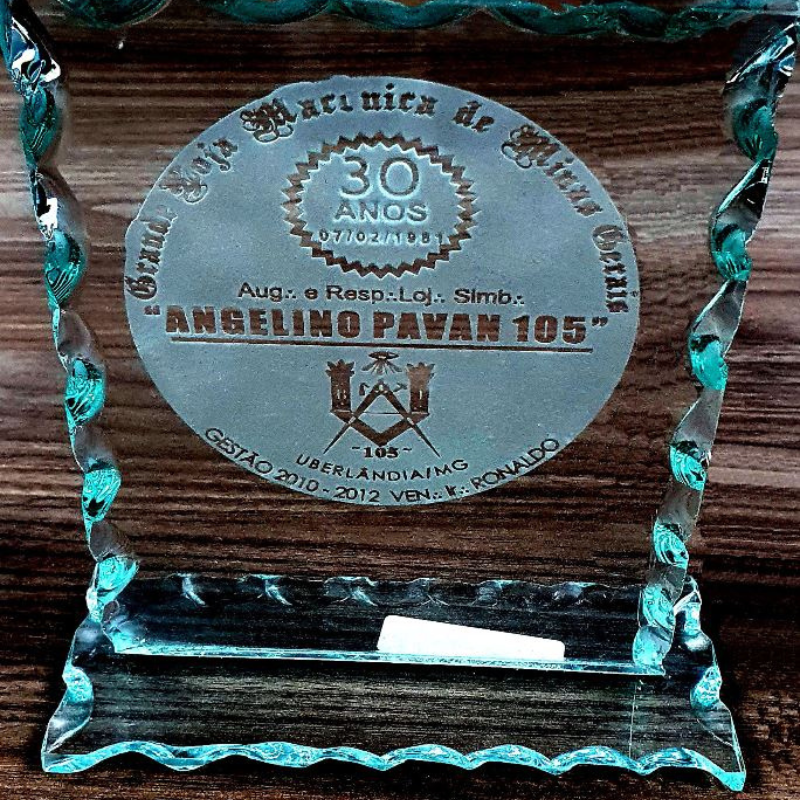 Grande Loja Maçonica de Minas Gerais
30
ANOS
07/02/1981
Aug∴ e Resp∴Loj∴ Simb∴
"ANGELINO PAVAN 105"
~105~
UBERLÂNDIA/MG
GESTÃO 2010 - 2012 VEN∴ Ir∴ RONALDO